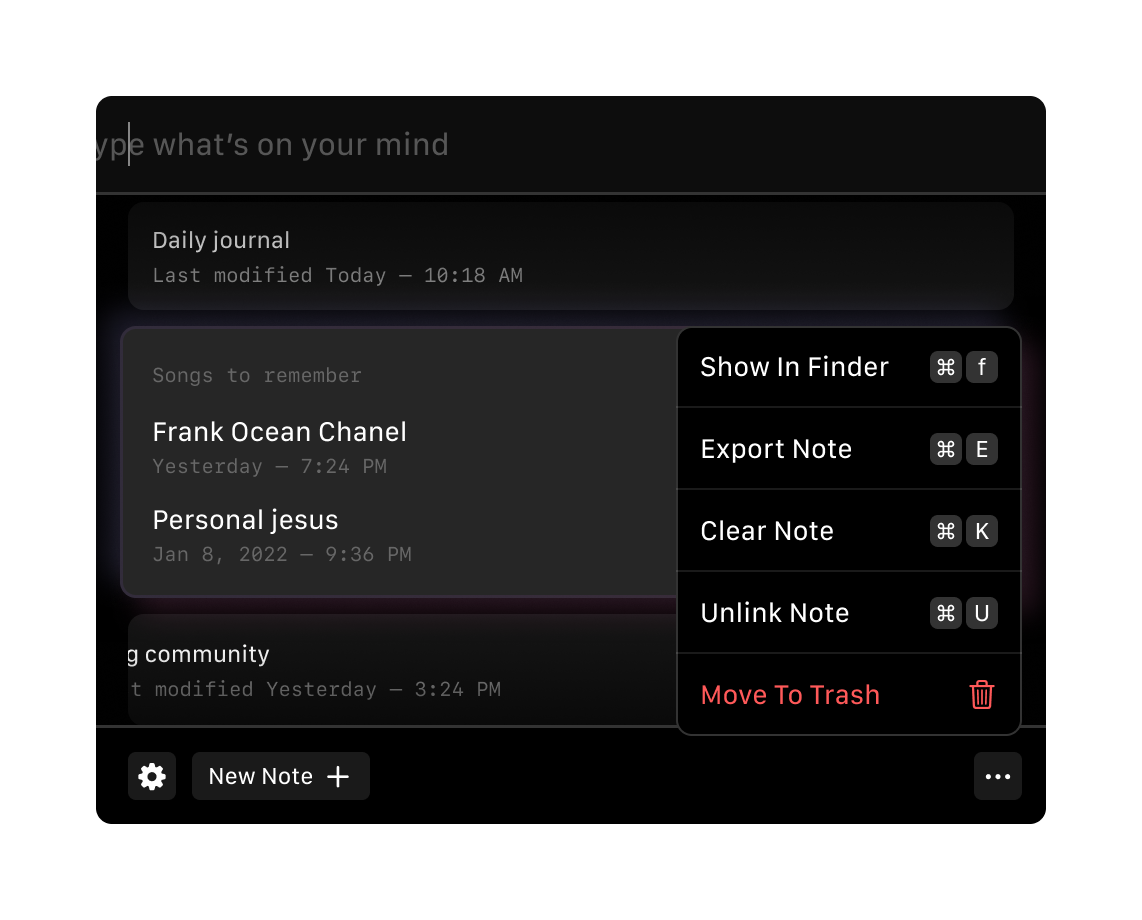 ype what’s on your mind
Daily journal
Last modified Today — 10:18 AM
Songs to remember
Frank Ocean Chanel
Yesterday — 7:24 PM
Personal jesus
Jan 8, 2022 — 9:36 PM
g community
t modified Yesterday — 3:24 PM
Show In Finder ⌘ f
Export Note ⌘ E
Clear Note ⌘ K
Unlink Note ⌘ U
Move To Trash
New Note +